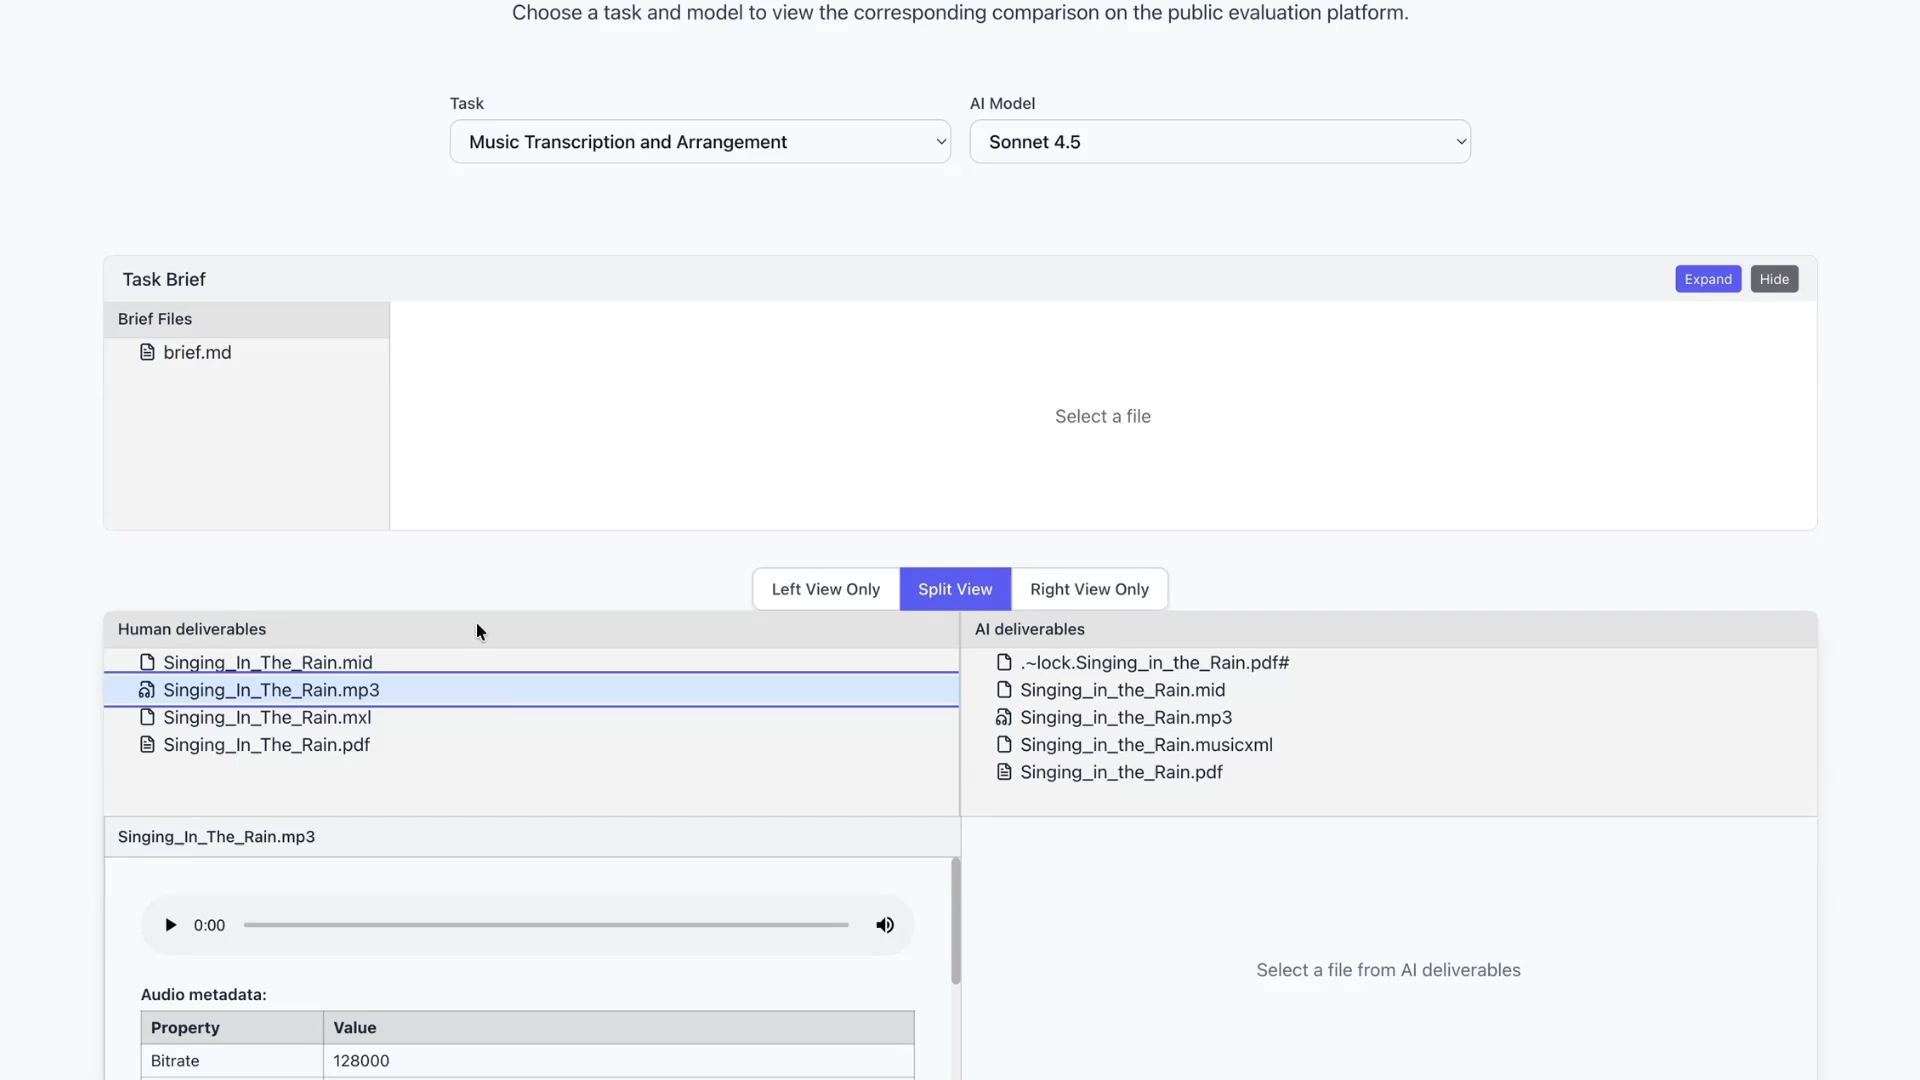 Choose a task and model to view the corresponding comparison on the public evaluation platform.
Task
AI Model
Music Transcription and Arrangement
Sonnet 4.5
Task Brief
Expand
Hide
Brief Files
brief.md
Select a file
Left View Only
Split View
Right View Only
Human deliverables
Singing_In_The_Rain.mid
Singing_In_The_Rain.mp3
Singing_In_The_Rain.mxl
Singing_In_The_Rain.pdf
AI deliverables
.~lock.Singing_in_the_Rain.pdf#
Singing_in_the_Rain.mid
Singing_in_the_Rain.mp3
Singing_in_the_Rain.musicxml
Singing_in_the_Rain.pdf
Singing_In_The_Rain.mp3
0:00
Audio metadata:
Property Value
Bitrate 128000
Select a file from AI deliverables